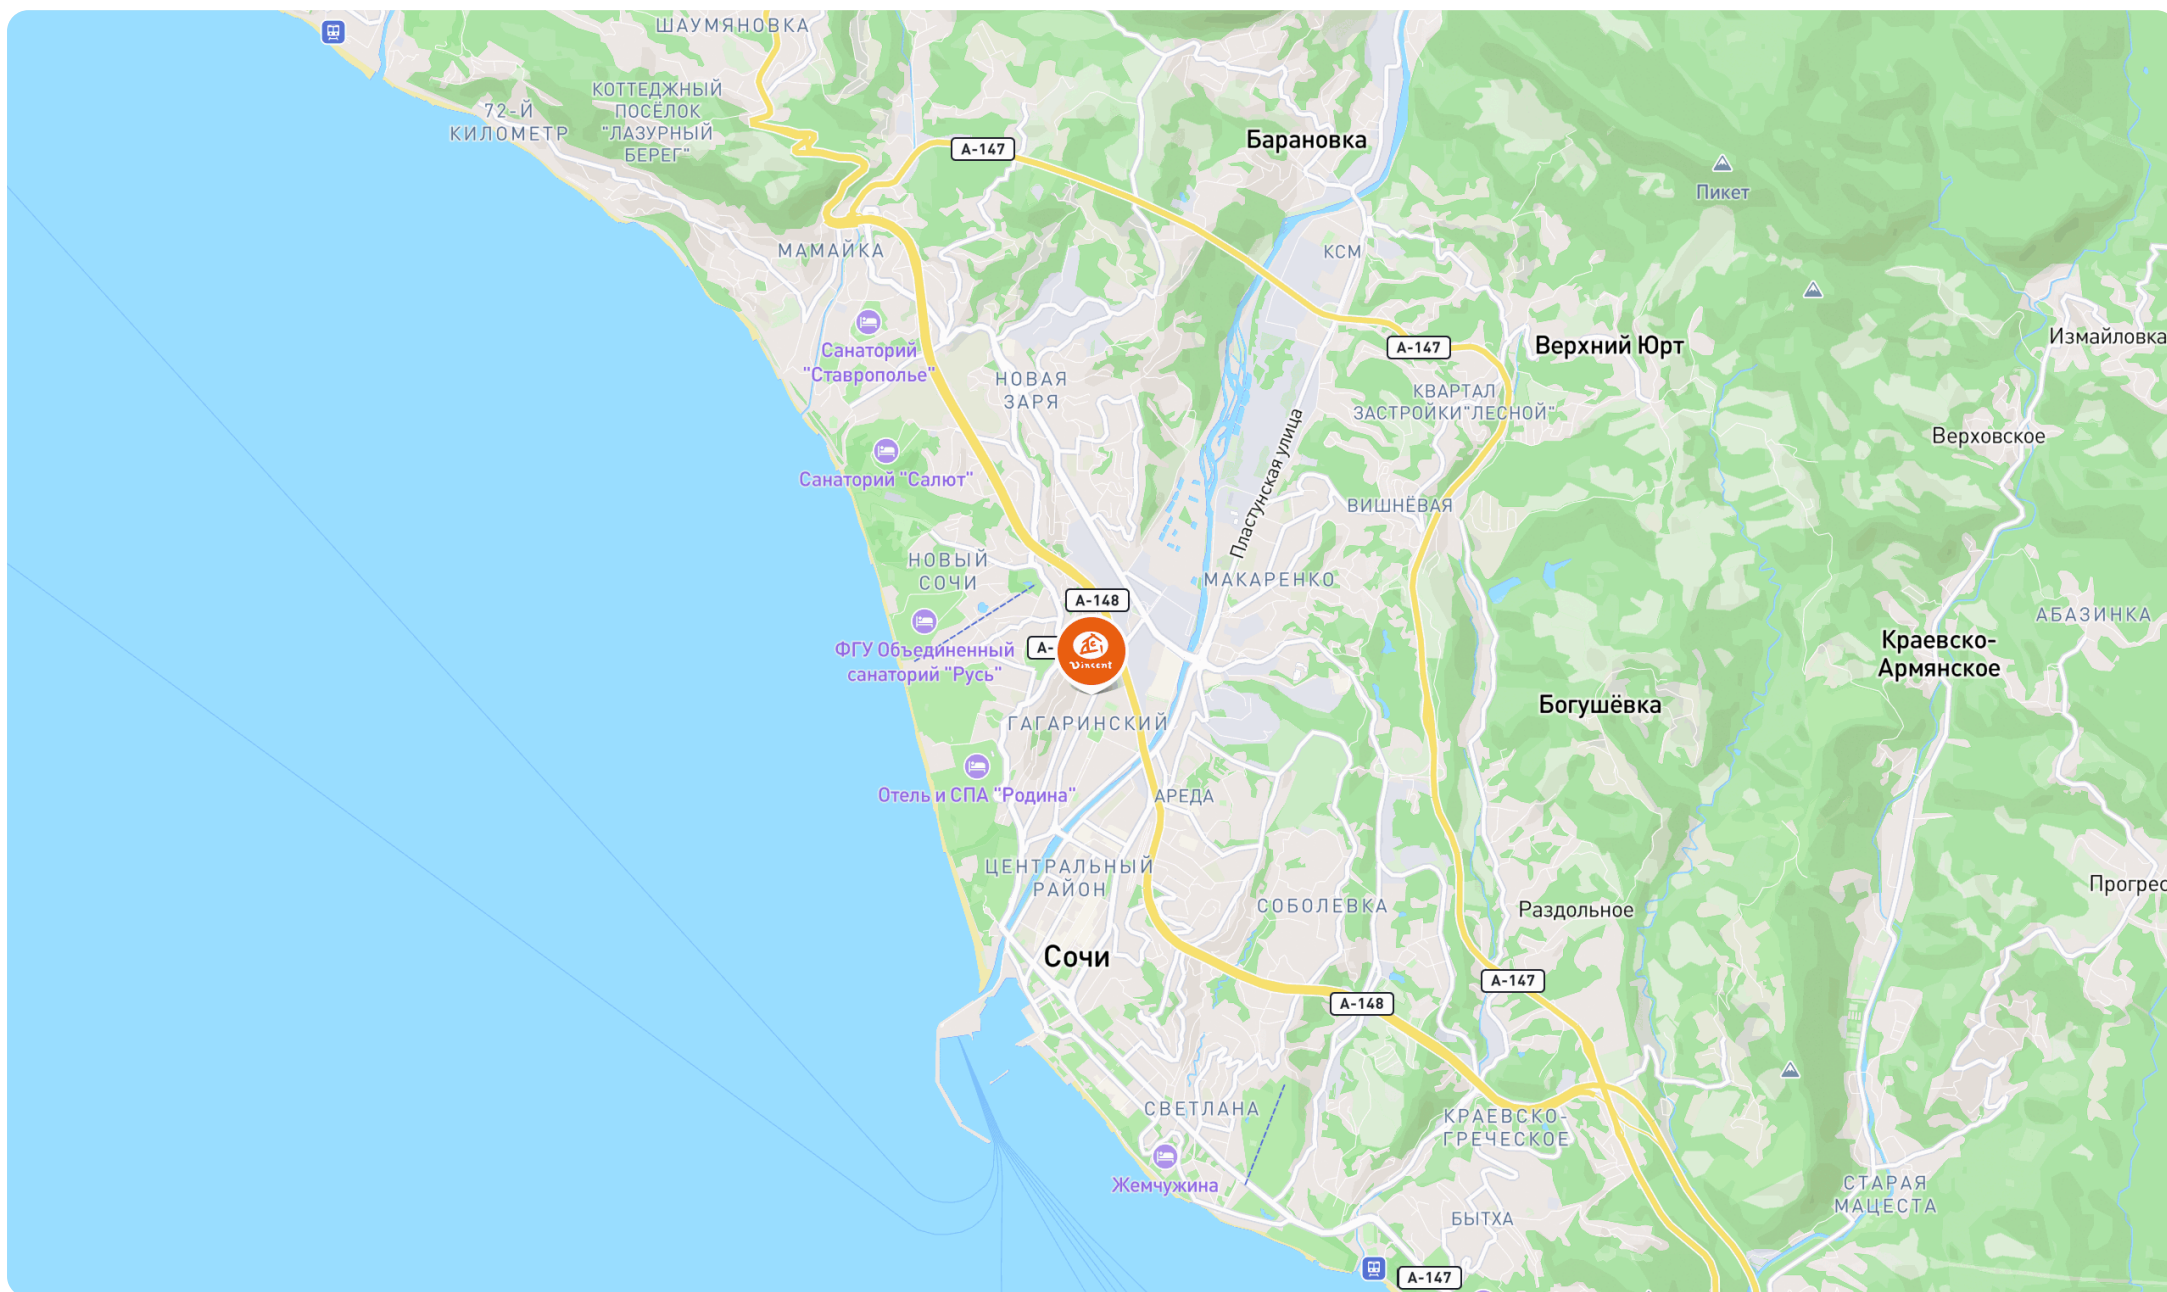 ШАУМЯНОВКА
КОТТЕДЖНЫЙ
ПОСЁЛОК
"ЛАЗУРНЫЙ
БЕРЕГ"
72-Й
КИЛОМЕТР
А-147
Барановка
Пикет
МАМАЙКА
КСМ
Санаторий
"Ставрополье"
НОВАЯ
ЗАРЯ
А-147
Верхний Юрт
Измайловка
КВАРТАЛ
ЗАСТРОЙКИ"ЛЕСНОЙ"
Верховское
Санаторий "Салют"
Пластунская улица
ВИШНЁВАЯ
НОВЫЙ
СОЧИ
МАКАРЕНКО
А-148
АБАЗИНКА
ФГУ Объединенный
санаторий "Русь"
А-
Vincent
Краевско-
Армянское
Богушёвка
ГАГАРИНСКИЙ
Отель и СПА "Родина"
АРЕДА
ЦЕНТРАЛЬНЫЙ
РАЙОН
СОБОЛЕВКА
Раздольное
Прогрес
Сочи
А-147
А-148
СВЕТЛАНА
КРАЕВСКО-
ГРЕЧЕСКОЕ
Жемчужина
СТАРАЯ
МАЦЕСТА
БЫТХА
А-147